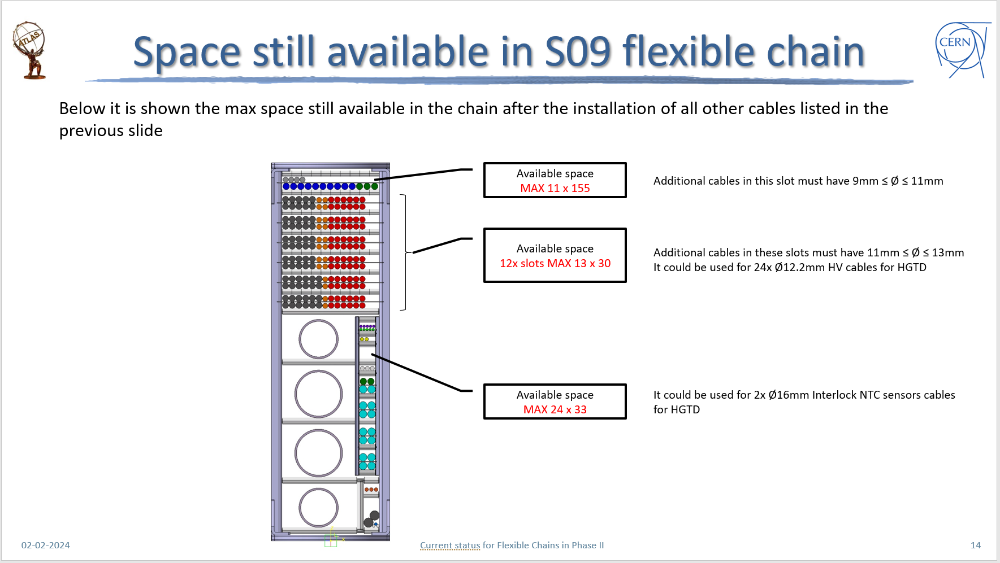 ATLAS
CERN
Space still available in S09 flexible chain
Below it is shown the max space still available in the chain after the installation of all other cables listed in the
previous slide
Available space
MAX 11 x 155
Additional cables in this slot must have 9mm ≤ Ø ≤ 11mm
Available space
12x slots MAX 13 x 30
Additional cables in these slots must have 11mm ≤ Ø ≤ 13mm
It could be used for 24x Ø12.2mm HV cables for HGTD
Available space
MAX 24 x 33
It could be used for 2x Ø16mm Interlock NTC sensors cables
for HGTD
x
02-02-2024
Current status for Flexible Chains in Phase II
14